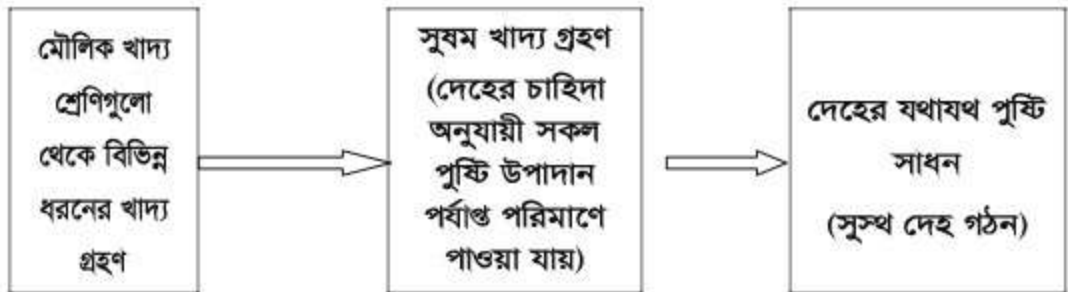 মৌলিক খাদ্য
শ্রেণিগুলো
থেকে বিভিন্ন
ধরনের খাদ্য
গ্রহণ
সুষম খাদ্য গ্রহণ
(দেহের চাহিদা
অনুযায়ী সকল
পুষ্টি উপাদান
পর্যাপ্ত পরিমাণে
পাওয়া যায়)
দেহের যথাযথ পুষ্টি
সাধন
(সুস্থ দেহ গঠন)